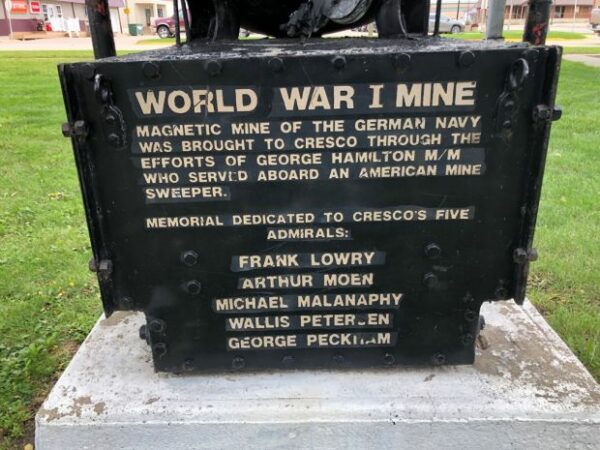 WORLD WAR I MINE
MAGNETIC MINE OF THE GERMAN NAVY
WAS BROUGHT TO CRESCO THROUGH THE
EFFORTS OF GEORGE HAMILTON M/M
WHO SERVED ABOARD AN AMERICAN MINE
SWEEPER.
MEMORIAL DEDICATED TO CRESCO'S FIVE
ADMIRALS:
FRANK LOWRY
ARTHUR MOEN
MICHAEL MALANAPHY
WALLIS PETERSEN
GEORGE PECKHAM